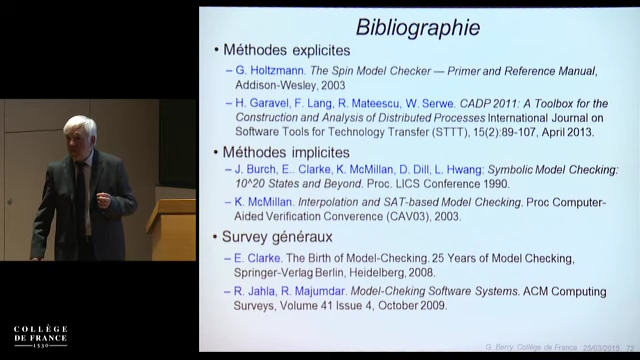 Bibliographie
• Méthodes explicites
– G. Holtzmann. The Spin Model Checker — Primer and Reference Manual,
Addison-Wesley, 2003
– H. Garavel, F. Lang, R. Mateescu, W. Serwe. CADP 2011: A Toolbox for the
Construction and Analysis of Distributed Processes International Journal on
Software Tools for Technology Transfer (STTT), 15(2):89-107, April 2013.
• Méthodes implicites
– J. Burch, E.. Clarke, K. McMillan, D. Dill, L. Hwang: Symbolic Model Checking:
10^20 States and Beyond. Proc. LICS Conference 1990.
– K. McMillan. Interpolation and SAT-based Model Checking. Proc Computer-
Aided Verification Converence (CAV03), 2003.
• Survey généraux
– E. Clarke. The Birth of Model-Checking. 25 Years of Model Checking,
Springer-Verlag Berlin, Heidelberg, 2008.
– R. Jahla, R. Majumdar. Model-Cheking Software Systems. ACM Computing
Surveys, Volume 41 Issue 4, October 2009.
COLLÈGE
DE FRANCE
1530
G. Berry, Collège de France 25/03/2015 72